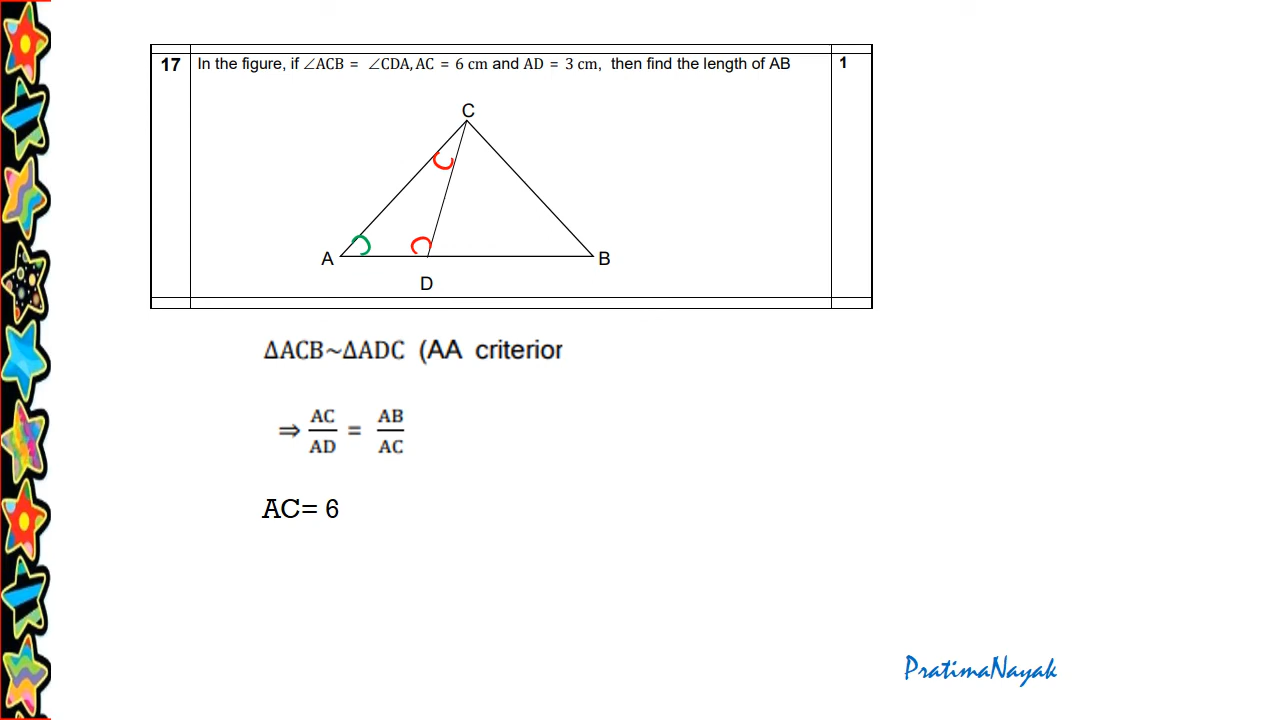 17 In the figure, if ∠ACB = ∠CDA, AC = 6 cm and AD = 3 cm, then find the length of AB 1
C
A
B
D
ΔACB~ΔADC (AA criterior
⇒ AC/AD = AB/AC
AC= 6
PratimaNayak